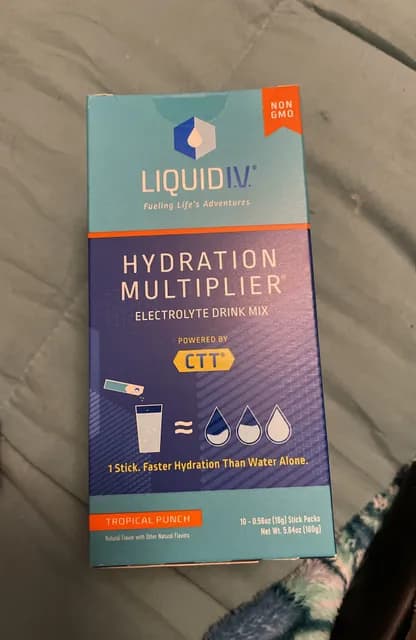 NON
GMO
LIQUID I.V.®
Fueling Life's Adventures
HYDRATION
MULTIPLIER®
ELECTROLYTE DRINK MIX
POWERED BY
CTT®
≈
1 Stick. Faster Hydration Than Water Alone.
TROPICAL PUNCH
10 - 0.56oz (16g) Stick Packs
Natural Flavor with Other Natural Flavors
Net Wt. 5.64oz (160g)